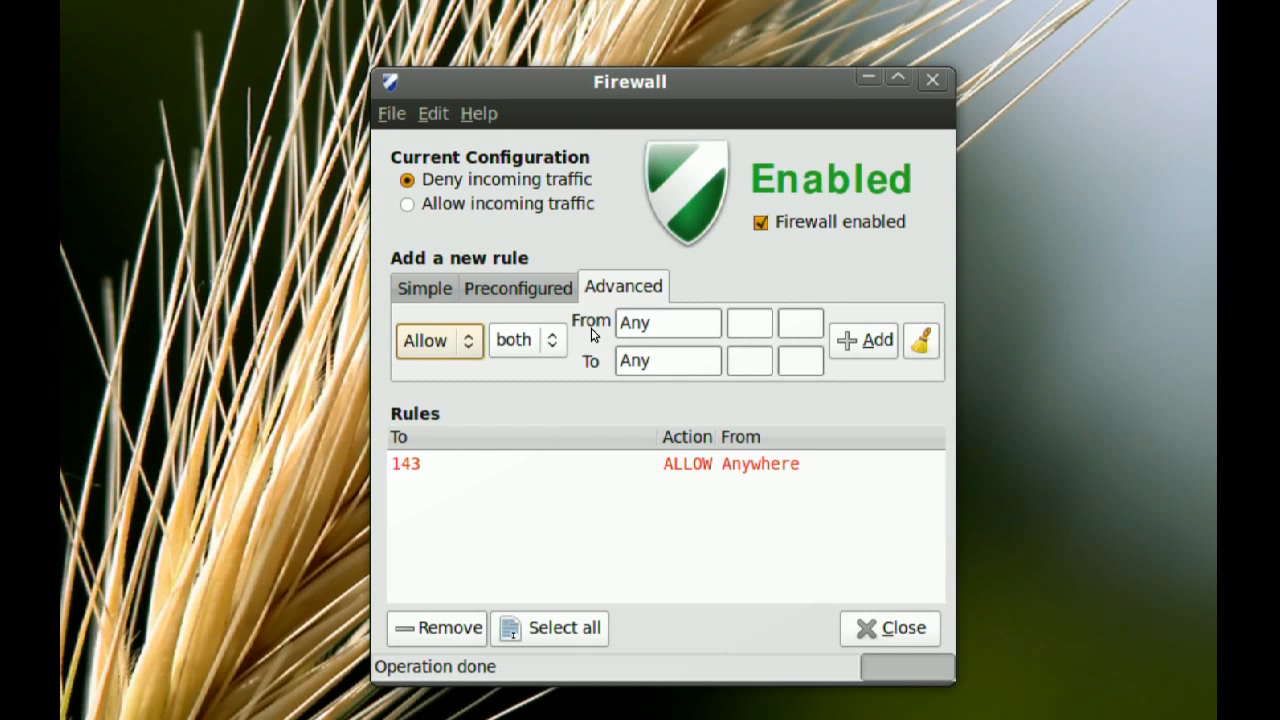 Firewall
File Edit Help
Current Configuration
Deny incoming traffic
Allow incoming traffic
Enabled
Firewall enabled
Add a new rule
Simple Preconfigured Advanced
Allow both From Any
To Any
Add
Rules
To Action From
143 ALLOW Anywhere
Remove Select all Close
Operation done